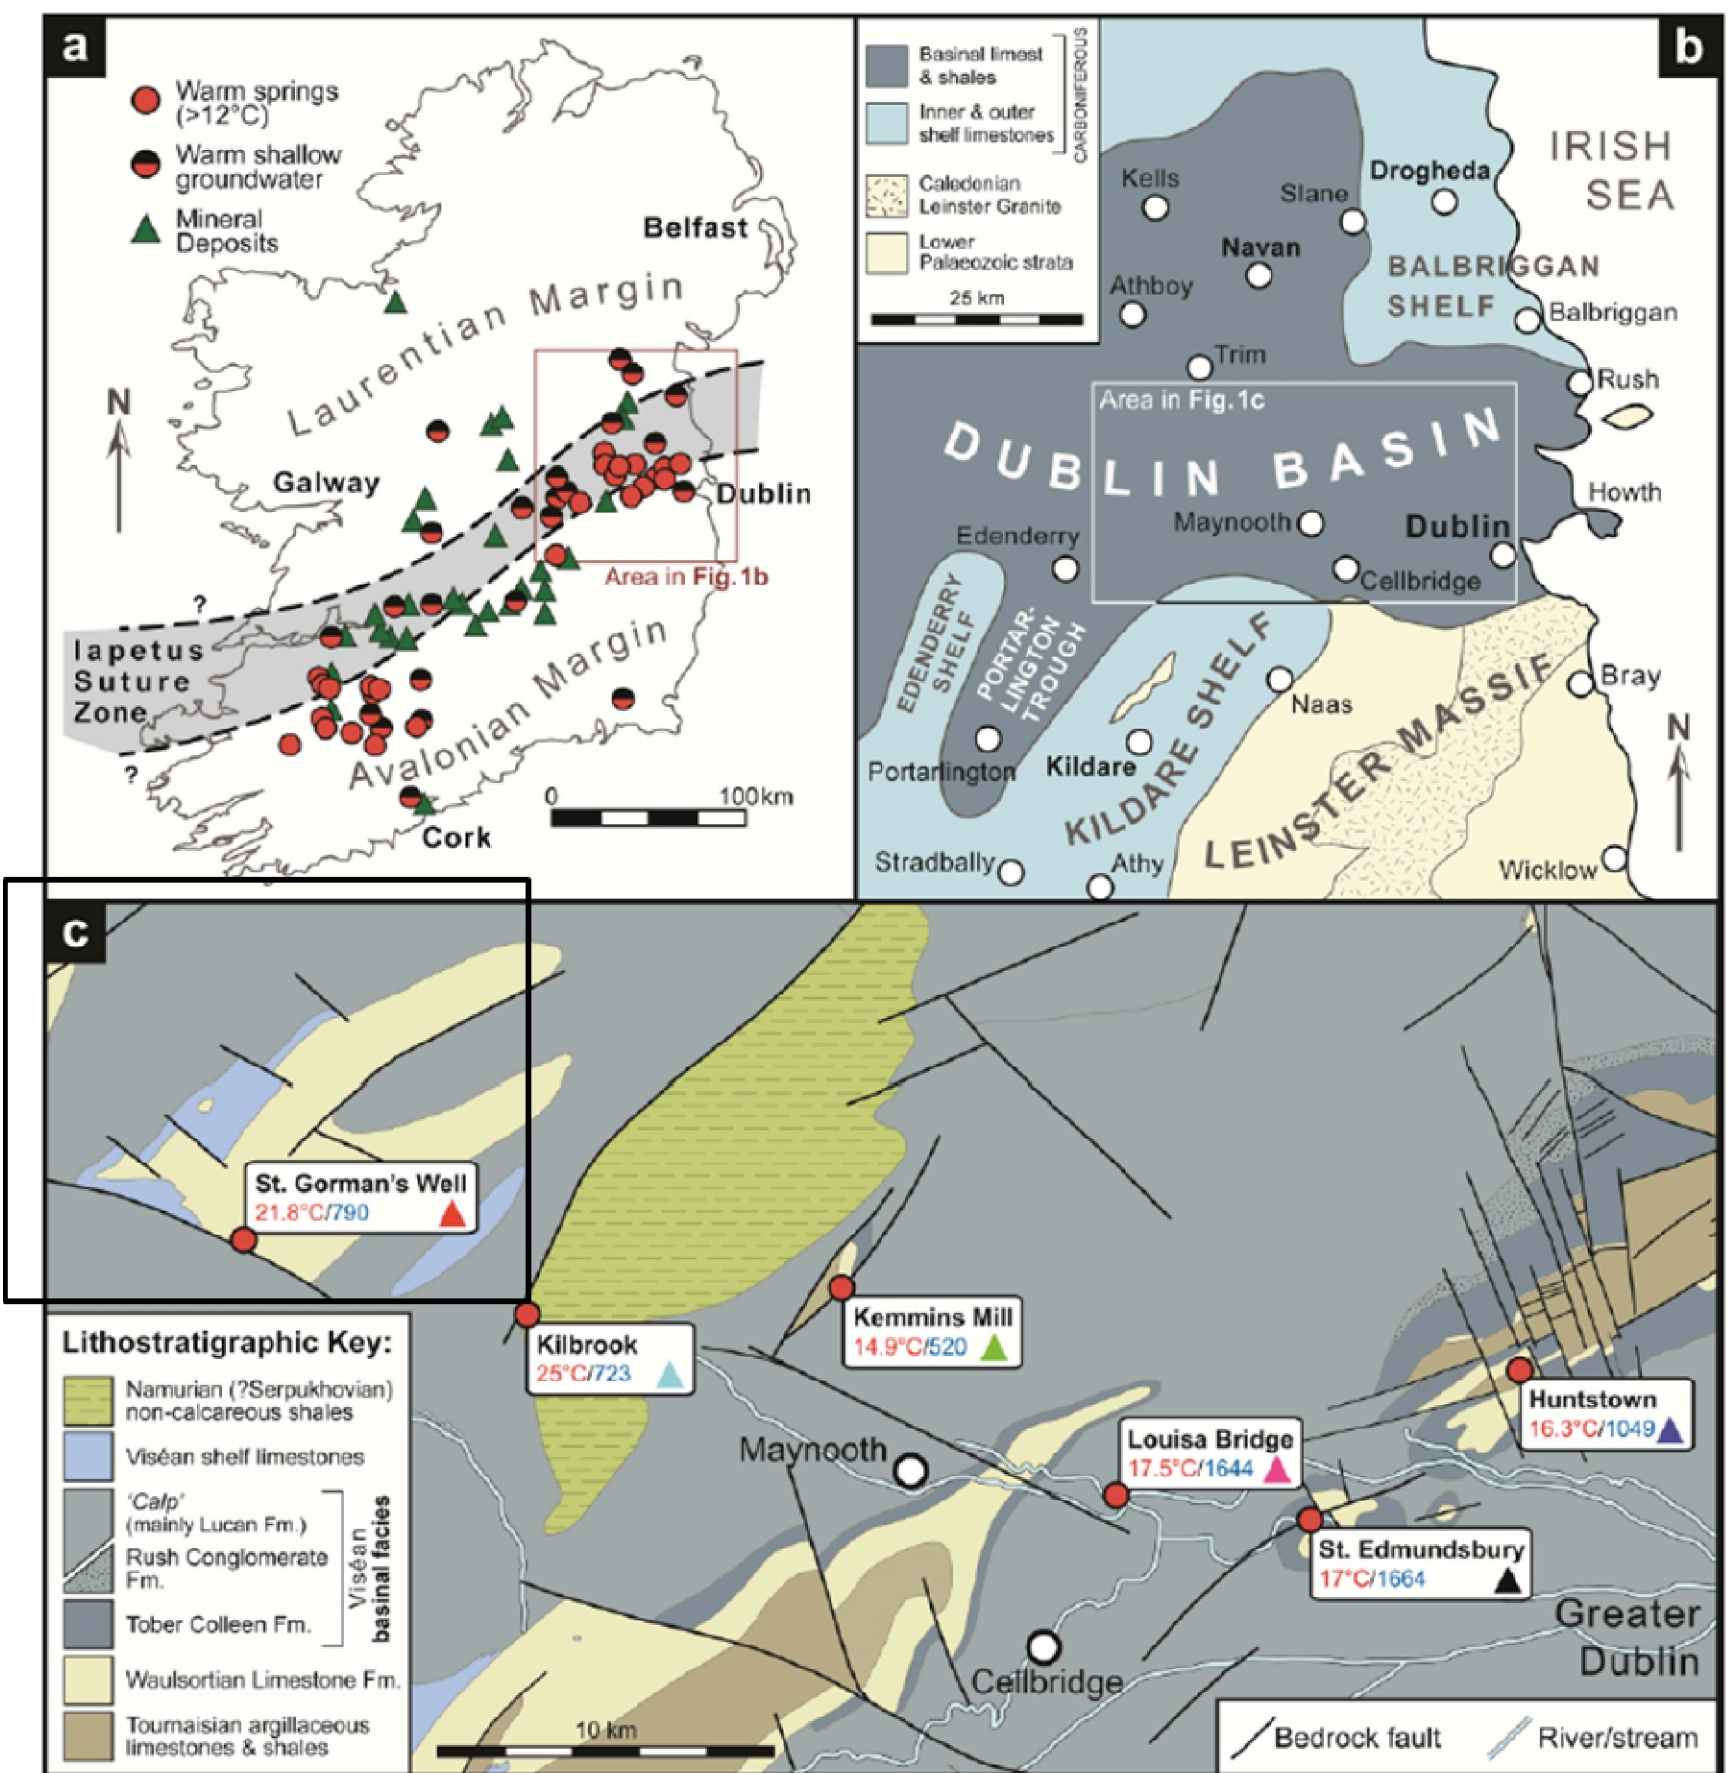 a
Warm springs
(>12°C)
Warm shallow
groundwater
Mineral
Deposits
Belfast
Laurentian Margin
N
Galway
Dublin
Area in Fig.1b
?
Iapetus
Suture
Zone
?
Avalonian Margin
0 100km
Cork
b
Basinal limest
& shales
Inner & outer
shelf limestones
CARBONIFEROUS
Caledonian
Leinster Granite
Lower
Palaeozoic strata
25 km
IRISH
SEA
Kells
Slane
Drogheda
Navan
BALBRIGGAN
SHELF
Athboy
Balbriggan
Trim
Rush
Area in Fig.1c
DUBLIN BASIN
Howth
Maynooth
Dublin
Edenderry
Cellbridge
EDENDERRY
SHELF
PORTAR-
LINGTON
TROUGH
KILDARE SHELF
Naas
Bray
LEINSTER MASSIF
N
Portarlington
Kildare
Stradbally
Athy
Wicklow
c
St. Gorman's Well
21.8°C/790
Kilbrook
25°C/723
Kemmins Mill
14.9°C/520
Huntstown
16.3°C/1049
Louisa Bridge
17.5°C/1644
Maynooth
St. Edmundsbury
17°C/1664
Greater
Dublin
Cellbridge
10 km
Lithostratigraphic Key:
Namurian (?Serpukhovian)
non-calcareous shales
Viséan shelf limestones
'Calp'
(mainly Lucan Fm.)
Rush Conglomerate
Fm.
Tober Colleen Fm.
Viséan
basinal facies
Waulsortian Limestone Fm.
Tournaisian argillaceous
limestones & shales
Bedrock fault
River/stream